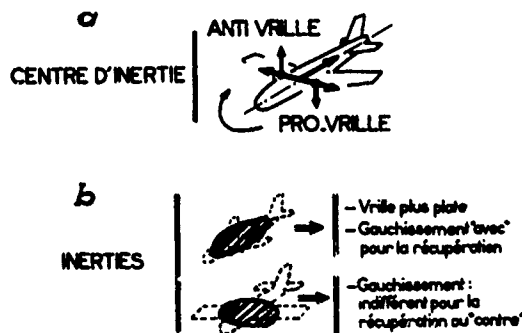 a
ANTI VRILLE
CENTRE D'INERTIE
PRO.VRILLE
b
INERTIES
- Vrille plus plate
- Gauchissement "avec"
pour la récupération
- Gauchissement :
indifférent pour la
récupération ou "contre"